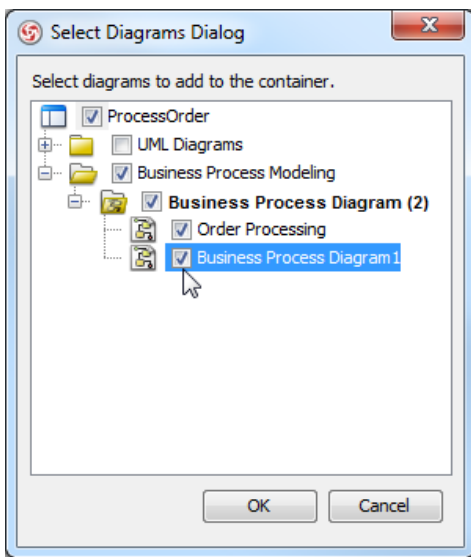 Select Diagrams Dialog
Select diagrams to add to the container.
ProcessOrder
UML Diagrams
Business Process Modeling
Business Process Diagram (2)
Order Processing
Business Process Diagram1
OK
Cancel